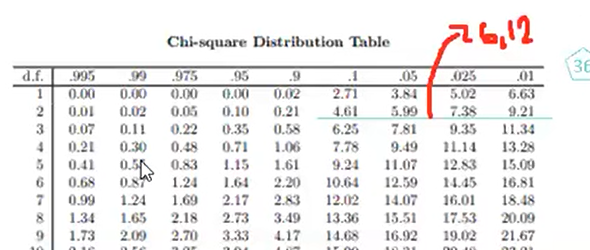 26,12
Chi-square Distribution Table
36
d.f. .995 .99 .975 .95 .9 .1 .05 .025 .01
1 0.00 0.00 0.00 0.00 0.02 2.71 3.84 5.02 6.63
2 0.01 0.02 0.05 0.10 0.21 4.61 5.99 7.38 9.21
3 0.07 0.11 0.22 0.35 0.58 6.25 7.81 9.35 11.34
4 0.21 0.30 0.48 0.71 1.06 7.78 9.49 11.14 13.28
5 0.41 0.83 1.15 1.61 9.24 11.07 12.83 15.09
6 0.68 0.87 1.24 1.64 2.20 10.64 12.59 14.45 16.81
7 0.99 1.24 1.69 2.17 2.83 12.02 14.07 16.01 18.48
8 1.34 1.65 2.18 2.73 3.49 13.36 15.51 17.53 20.09
9 1.73 2.09 2.70 3.33 4.17 14.68 16.92 19.02 21.67